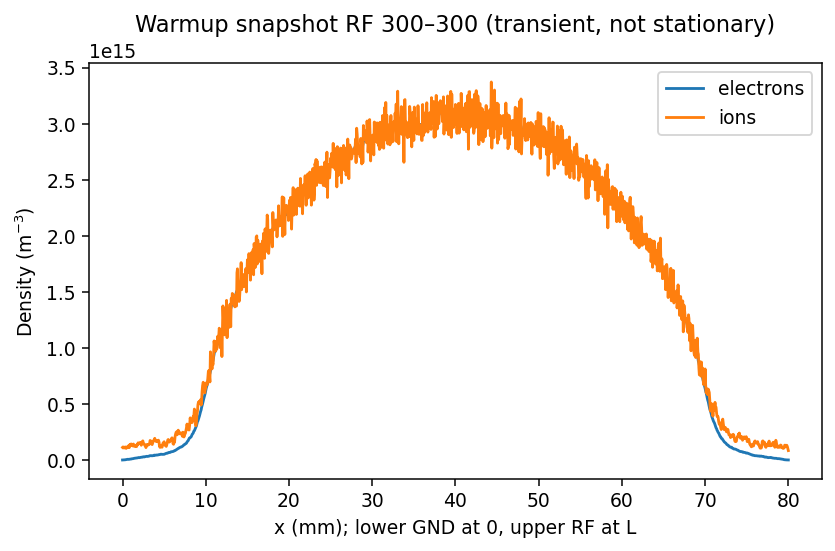 Warmup snapshot RF 300–300 (transient, not stationary)
1e15
3.5
3.0
2.5
2.0
1.5
1.0
0.5
0.0
Density (m⁻³)
electrons
ions
0 10 20 30 40 50 60 70 80
x (mm); lower GND at 0, upper RF at L